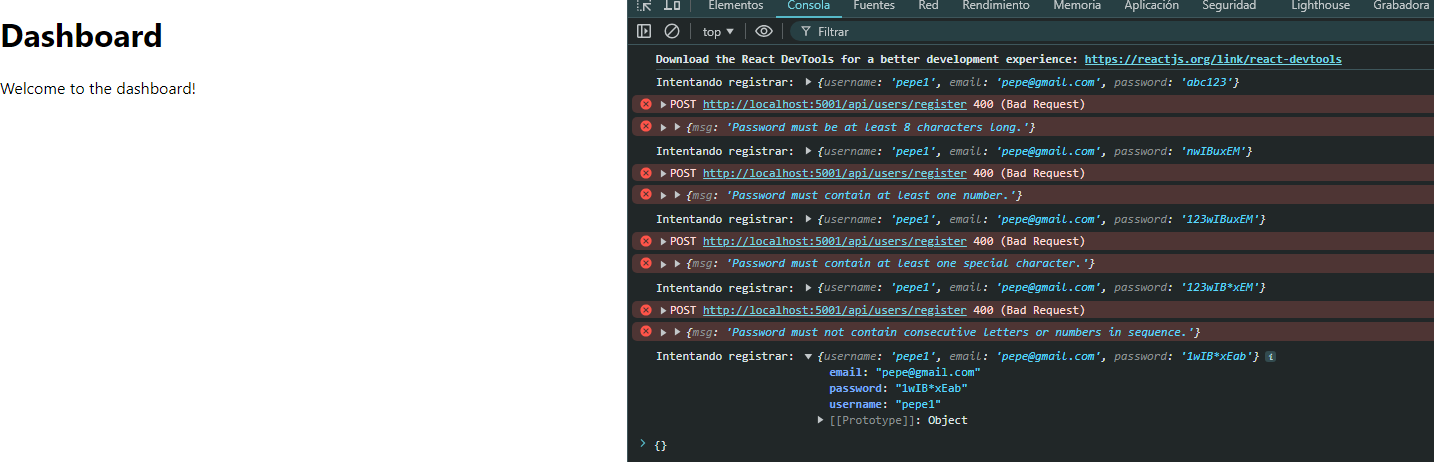 Dashboard
Welcome to the dashboard!
Elementos Consola Fuentes Red Rendimiento Memoria Aplicación Seguridad Lighthouse Grabadora
top Filtrar
Download the React DevTools for a better development experience: https://reactjs.org/link/react-devtools
Intentando registrar: {username: 'pepe1', email: 'pepe@gmail.com', password: 'abc123'}
POST http://localhost:5001/api/users/register 400 (Bad Request)
{msg: 'Password must be at least 8 characters long.'}
Intentando registrar: {username: 'pepe1', email: 'pepe@gmail.com', password: 'nwIBuxEM'}
POST http://localhost:5001/api/users/register 400 (Bad Request)
{msg: 'Password must contain at least one number.'}
Intentando registrar: {username: 'pepe1', email: 'pepe@gmail.com', password: '123wIBuxEM'}
POST http://localhost:5001/api/users/register 400 (Bad Request)
{msg: 'Password must contain at least one special character.'}
Intentando registrar: {username: 'pepe1', email: 'pepe@gmail.com', password: '123wIB*xEM'}
POST http://localhost:5001/api/users/register 400 (Bad Request)
{msg: 'Password must not contain consecutive letters or numbers in sequence.'}
Intentando registrar: {username: 'pepe1', email: 'pepe@gmail.com', password: '1wIB*xEab'} i
email: "pepe@gmail.com"
password: "1wIB*xEab"
username: "pepe1"
[[Prototype]]: Object
{}